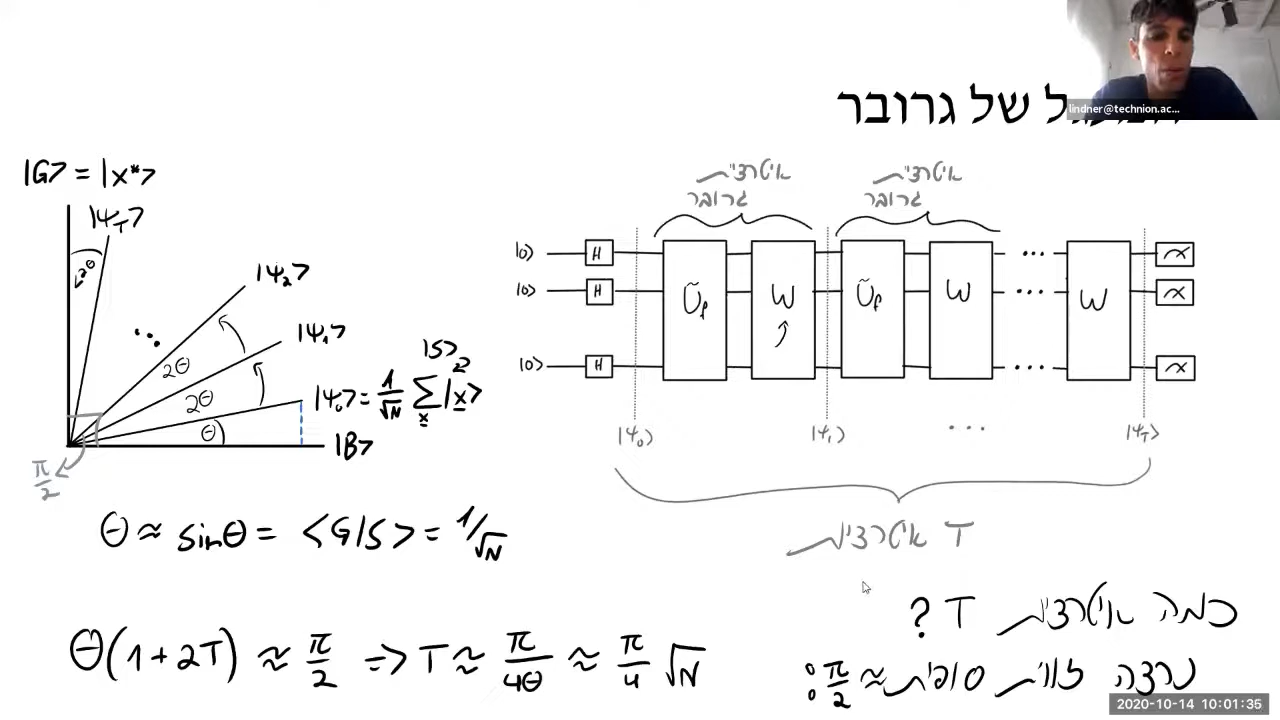 של גרובר
lindner@technion.ac...
|G> = |x*>
|ψ_T>
2θ
|ψ_2>
2θ
|ψ_1>
2θ
|S>
|ψ_0> = 1/√N Σ_x |x>
θ
|B>
π/2
θ ≈ sinθ = <G|S> = 1/√N
θ(1+2T) ≈ π/2 => T ≈ π/4θ ≈ π/4 √N
איטרציית גרובר
איטרציית גרובר
|0> H Ũ_f W Ũ_f W ... W
|0> H ...
|0> H ...
|ψ_0> |ψ_1> ... |ψ_T>
T איטרציות
כמה איטרציות T ?
נרצה זווית סופית ≈ π/2 :
2020-10-14 10:01:35